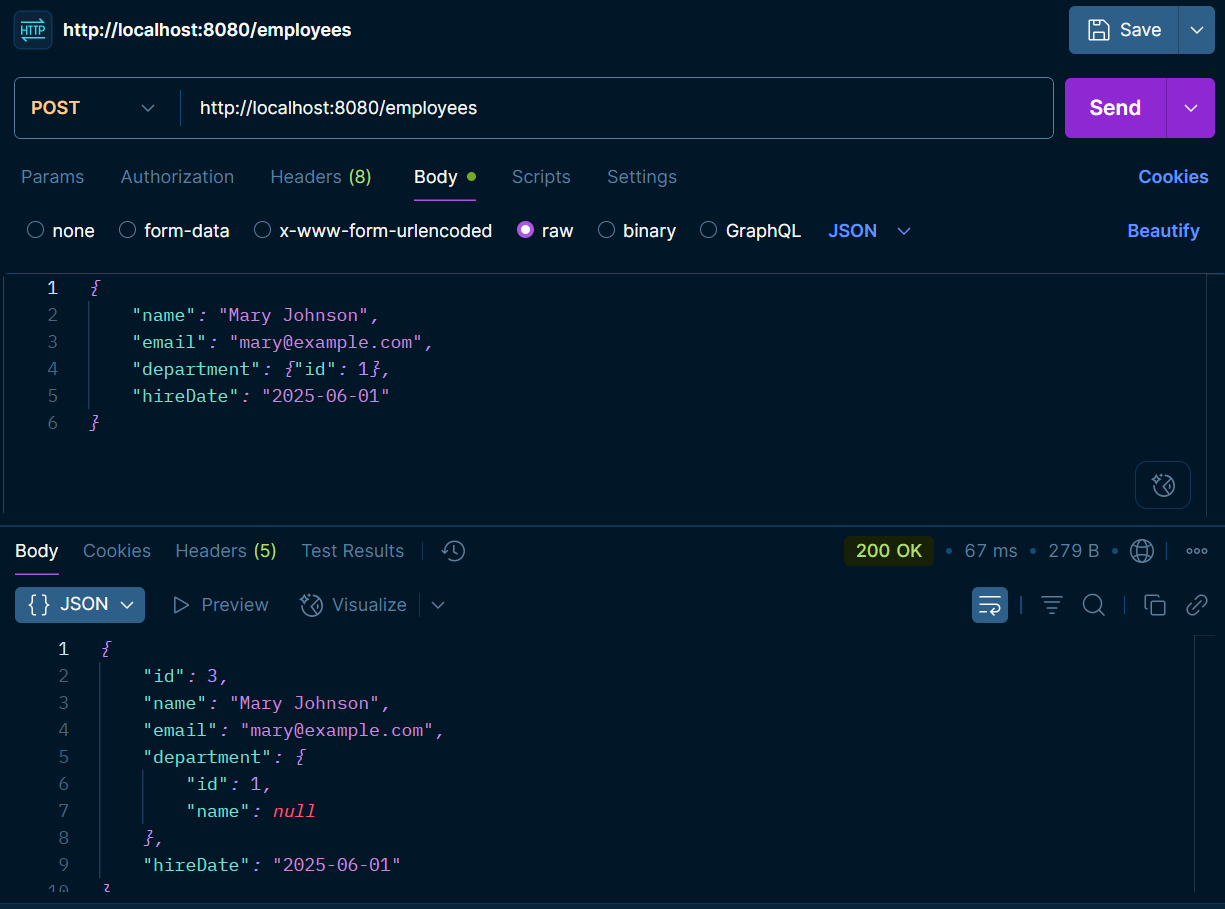 HTTP http://localhost:8080/employees Save
POST http://localhost:8080/employees Send
Params Authorization Headers (8) Body Scripts Settings Cookies
none form-data x-www-form-urlencoded raw binary GraphQL JSON Beautify
1 {
2 "name": "Mary Johnson",
3 "email": "mary@example.com",
4 "department": {"id": 1},
5 "hireDate": "2025-06-01"
6 }
Body Cookies Headers (5) Test Results 200 OK • 67 ms • 279 B •
{} JSON Preview Visualize
1 {
2 "id": 3,
3 "name": "Mary Johnson",
4 "email": "mary@example.com",
5 "department": {
6 "id": 1,
7 "name": null
8 },
9 "hireDate": "2025-06-01"
10 }